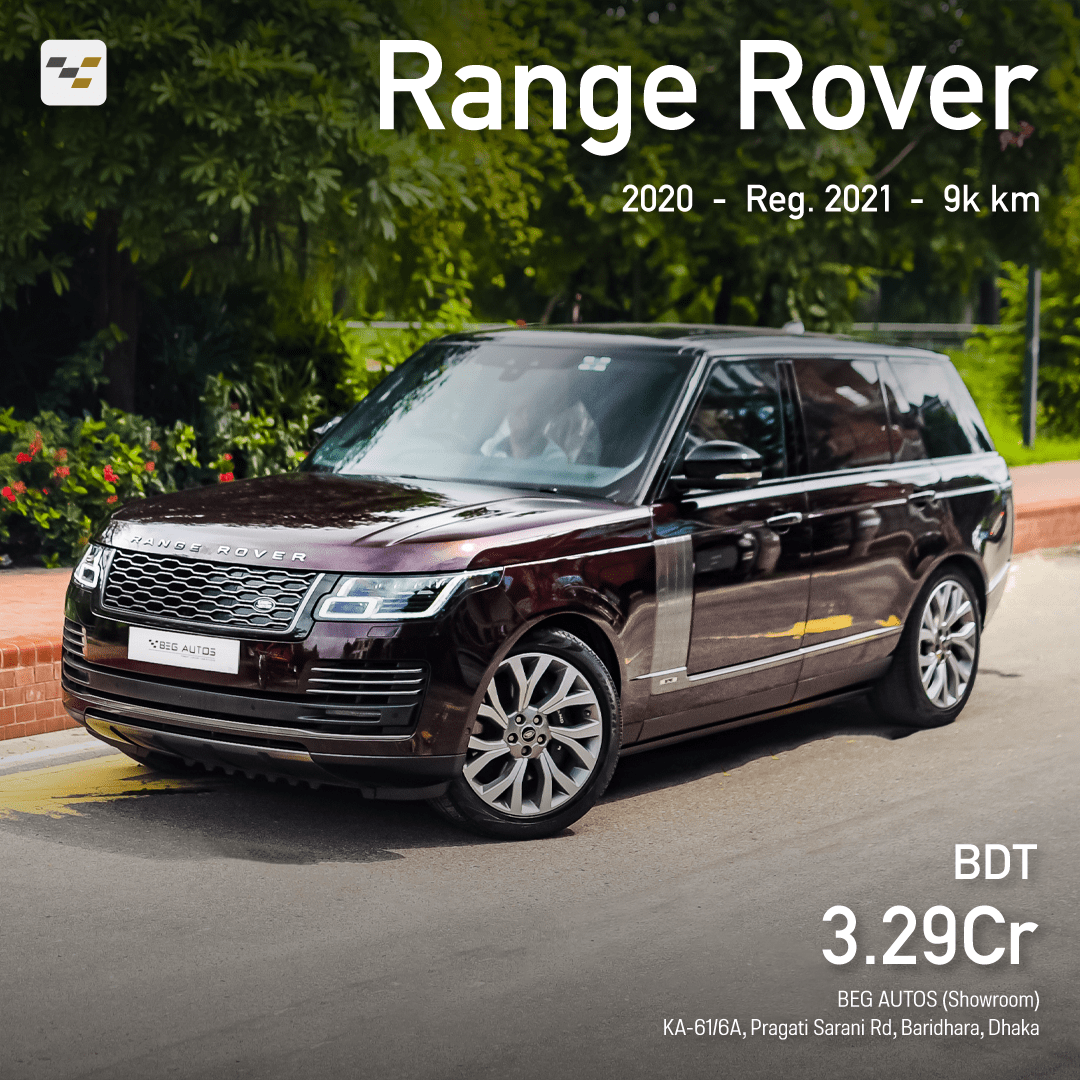 Range Rover
2020 - Reg. 2021 - 9k km
RANGE ROVER
BEG AUTOS
BDT
3.29Cr
BEG AUTOS (Showroom)
KA-61/6A, Pragati Sarani Rd, Baridhara, Dhaka